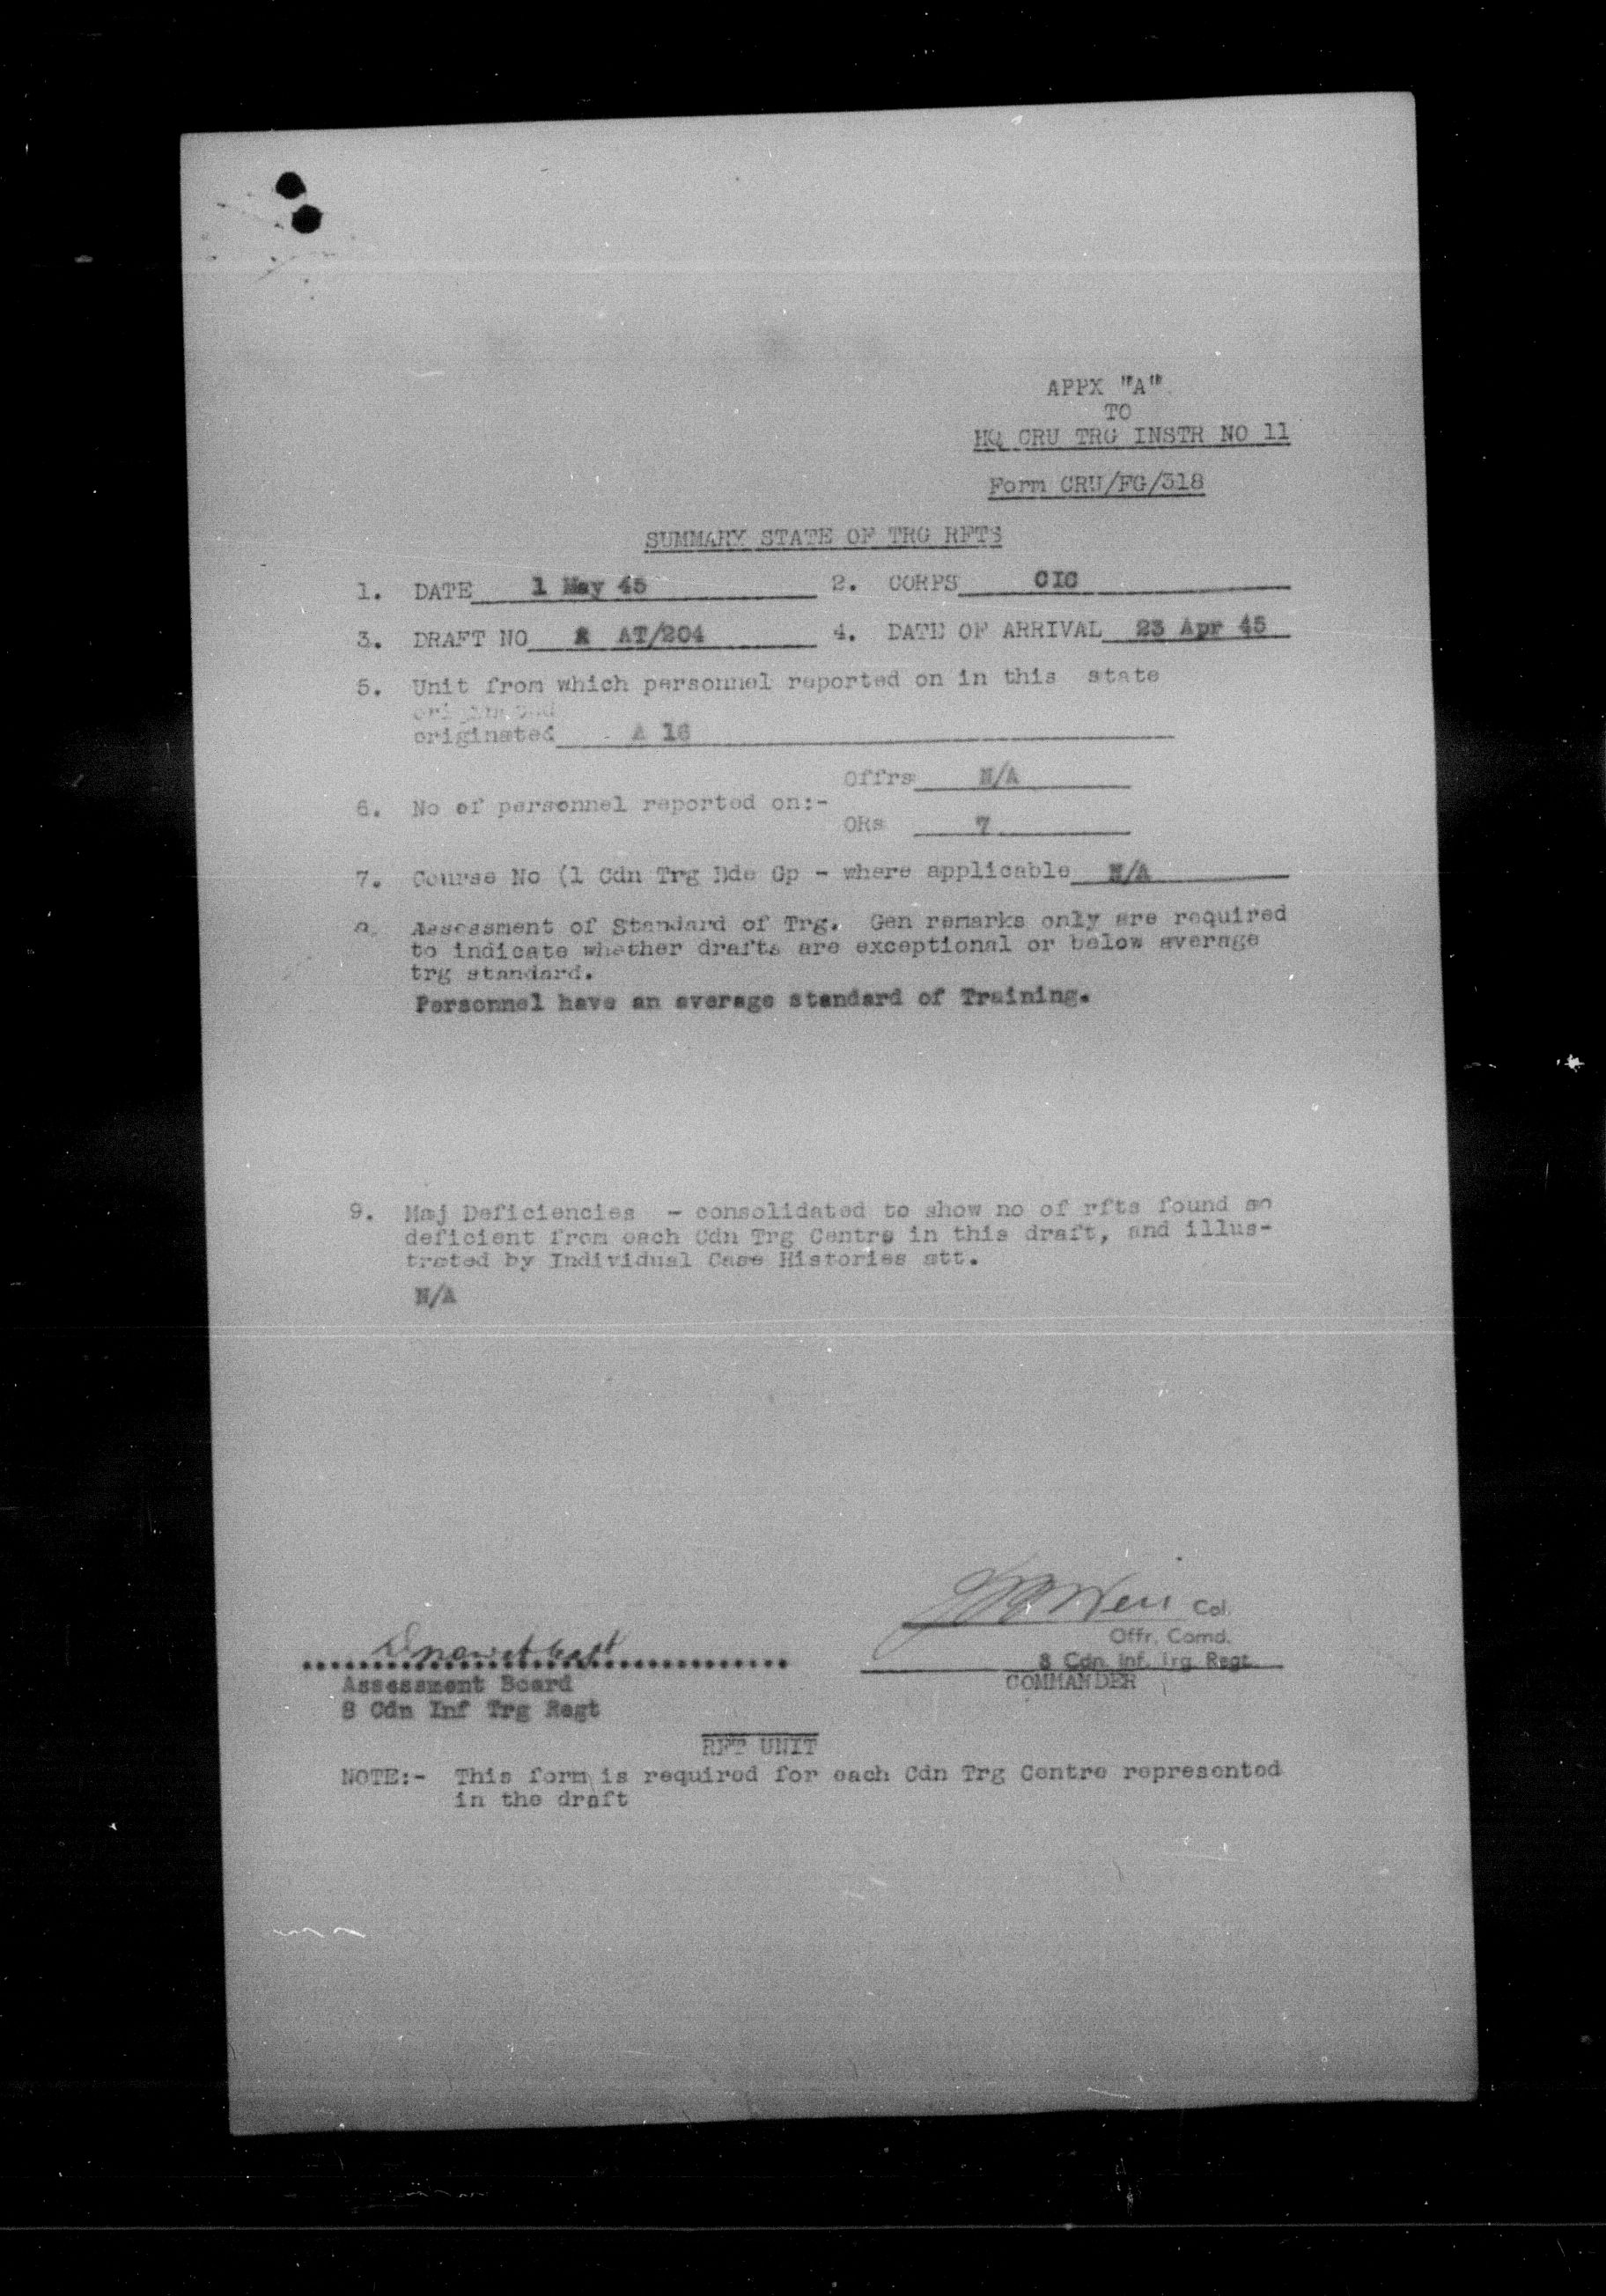 APPX "A"
TO
HQ CRU TRG INSTR NO 11
Form CRU/FG/318
SUMMARY STATE OF TRG RFTS
1. DATE 1 May 45 2. CORPS CIC
3. DRAFT NO AT/204 4. DATE OF ARRIVAL 23 Apr 45
5. Unit from which personnel reported on in this state
originated
originated A 16
Offrs N/A
6. No of personnel reported on:-
ORs 7
7. Course No (1 Cdn Trg Bde Gp - where applicable N/A
8. Assessment of Standard of Trg. Gen remarks only are required
to indicate whether drafts are exceptional or below average
trg standard.
Personnel have an average standard of Training.
9. Maj Deficiencies - consolidated to show no of rfts found so
deficient from each Cdn Trg Centre in this draft, and illus-
trated by Individual Case Histories att.
N/A
Col.
Offr. Comd.
8 Cdn. Inf. Trg. Regt.
COMMANDER
Assessment Board
8 Cdn Inf Trg Regt
RFT UNIT
NOTE:- This form is required for each Cdn Trg Centre represented
in the draft